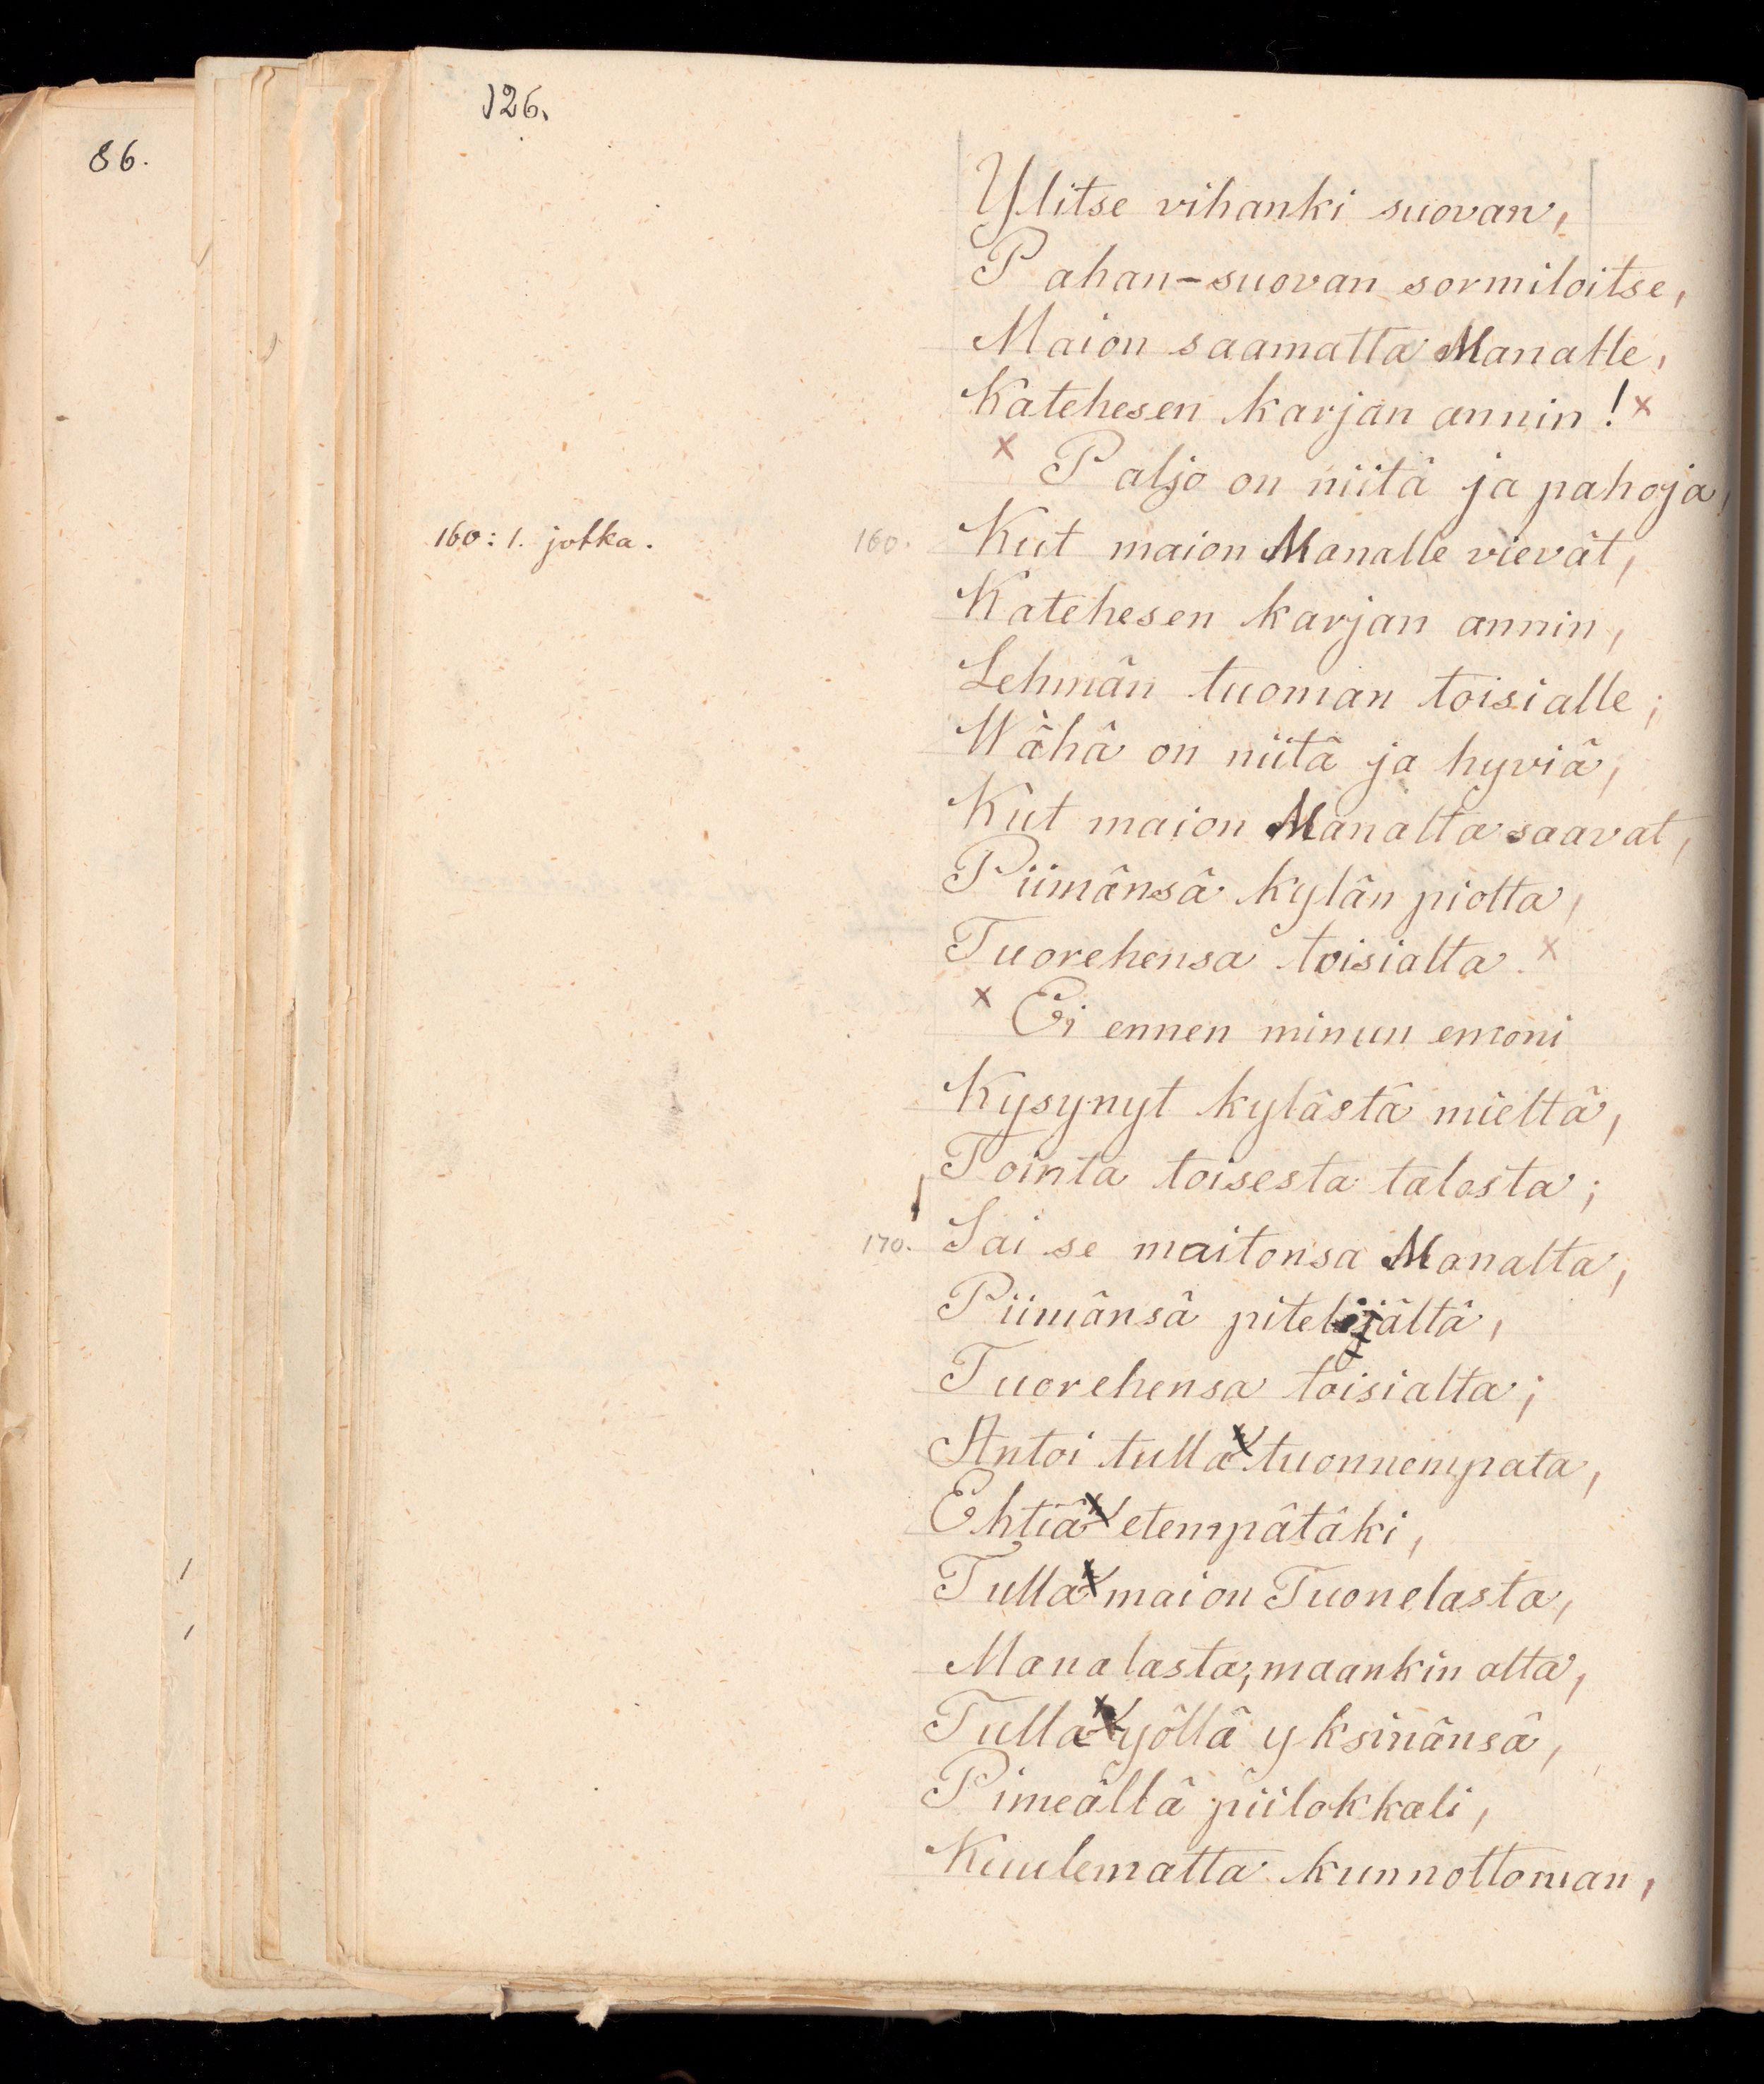 126.
86.
Ylitse vihanki suovan,
Pahan-suovan sormiloitse,
Maion saamatta Manalle,
Katehesen karjan annin! x
x Paljo on niitä ja pahoja,
160: 1. jotka.
160. Kut maion Manalle vievät,
Katehesen karjan annin,
Lehmän tuoman toisialle;
Wähä on niitä ja hyviä,
Kut maion Manalta saavat,
Piimänsä kylän piolta,
Tuorehensa toisialta. x
x Ei ennen minun emoni
Kysynyt kylästä mieltä,
Tointa toisesta talosta;
170. Sai se maitonsa Manalta,
Piimänsä pitelijältä,
Tuorehensa toisialta;
Antoi tulla tuonnempata,
Ehtiä etempätäki,
Tulla maion Tuonelasta,
Manalasta, maankin alta,
Tulla yöllä yksinänsä,
Pimeällä piilokkali,
Kuulematta kunnottoman,